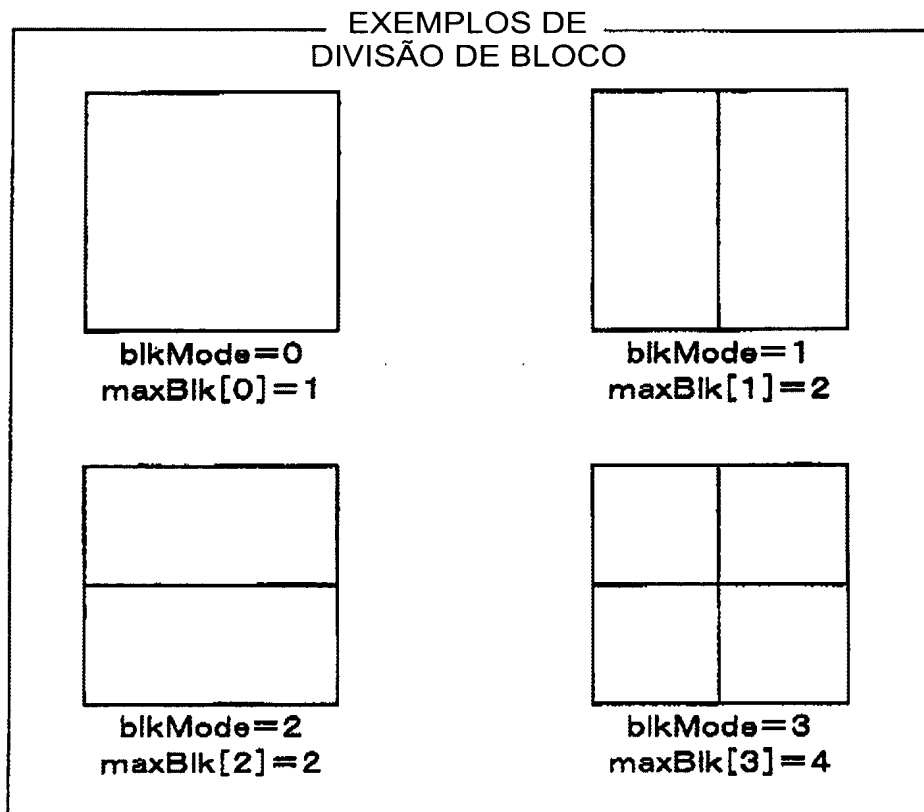 EXEMPLOS DE
DIVISÃO DE BLOCO
blkMode=0
maxBlk[0]=1
blkMode=1
maxBlk[1]=2
blkMode=2
maxBlk[2]=2
blkMode=3
maxBlk[3]=4